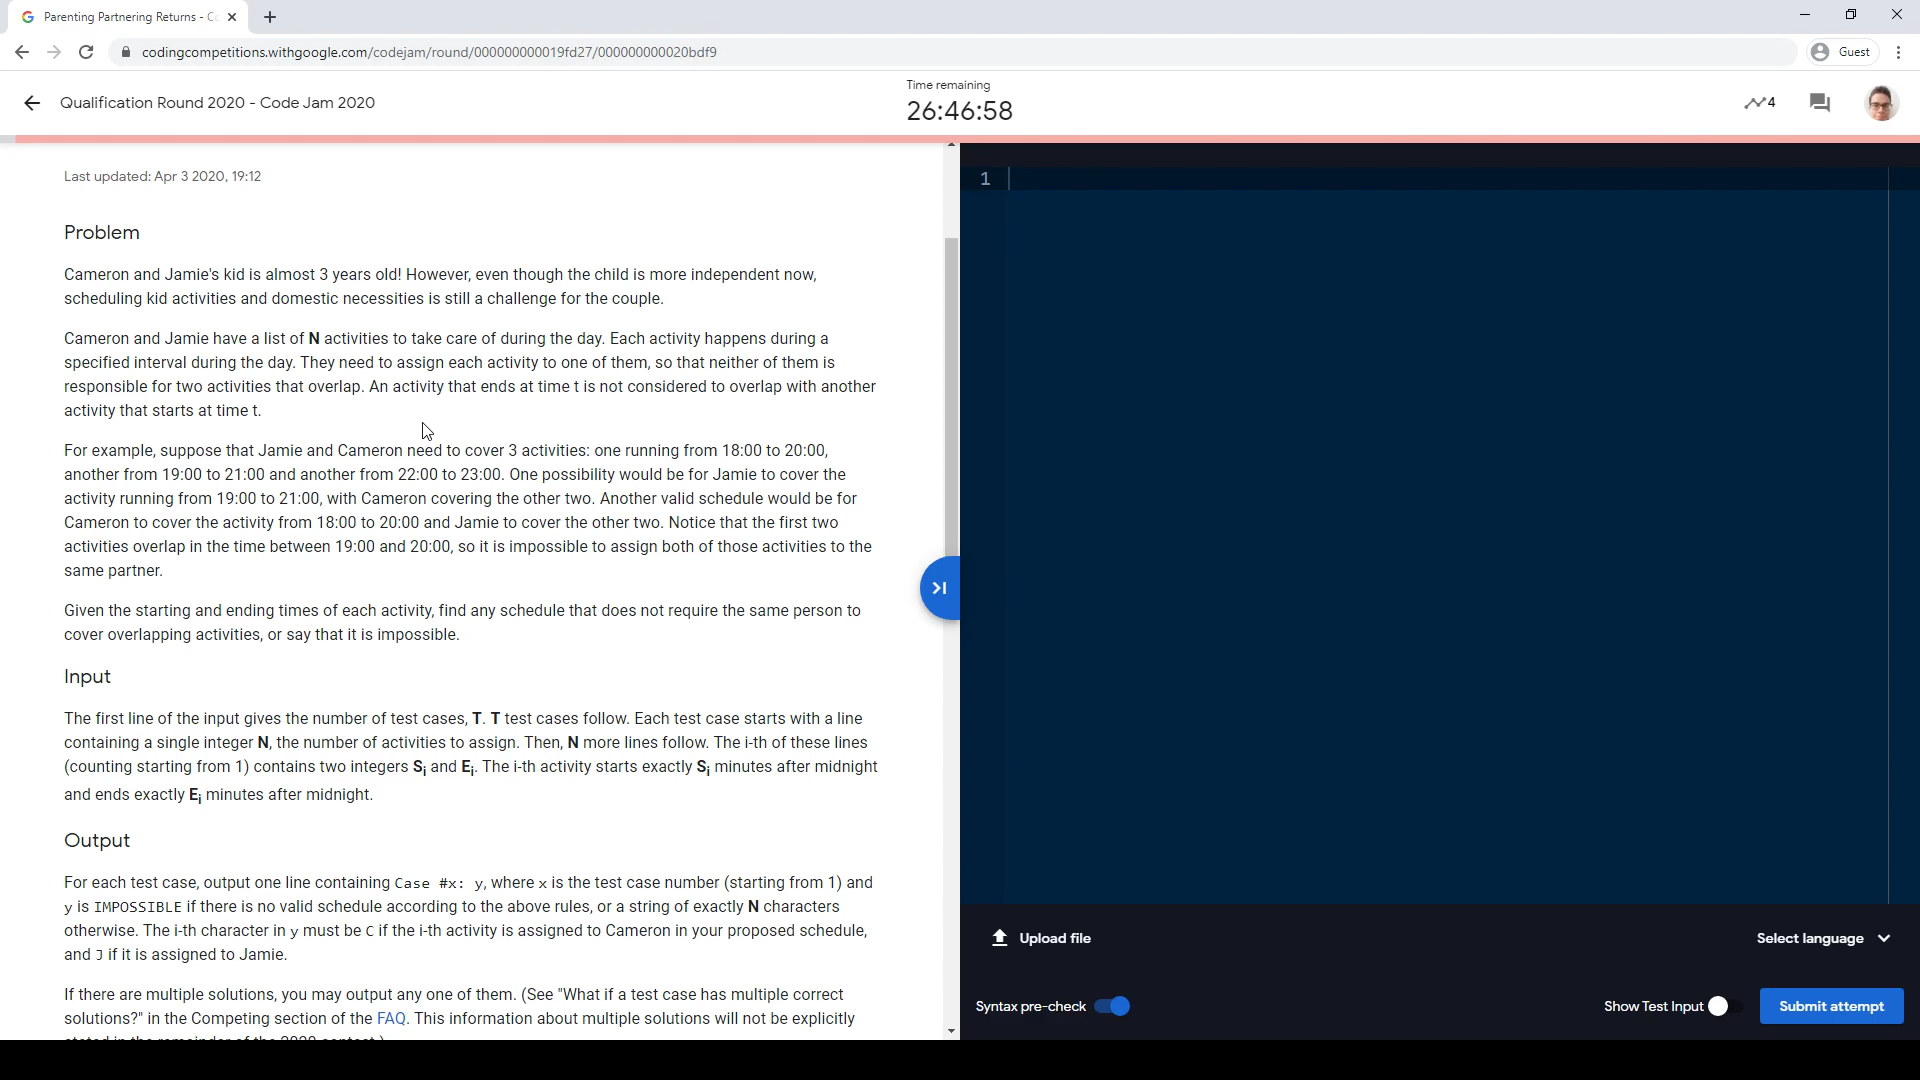 Parenting Partnering Returns - Co
codingcompetitions.withgoogle.com/codejam/round/000000000019fd27/000000000020bdf9
Guest
Qualification Round 2020 - Code Jam 2020
Time remaining
26:46:58
4
Last updated: Apr 3 2020, 19:12
Problem
Cameron and Jamie's kid is almost 3 years old! However, even though the child is more independent now,
scheduling kid activities and domestic necessities is still a challenge for the couple.
Cameron and Jamie have a list of N activities to take care of during the day. Each activity happens during a
specified interval during the day. They need to assign each activity to one of them, so that neither of them is
responsible for two activities that overlap. An activity that ends at time t is not considered to overlap with another
activity that starts at time t.
For example, suppose that Jamie and Cameron need to cover 3 activities: one running from 18:00 to 20:00,
another from 19:00 to 21:00 and another from 22:00 to 23:00. One possibility would be for Jamie to cover the
activity running from 19:00 to 21:00, with Cameron covering the other two. Another valid schedule would be for
Cameron to cover the activity from 18:00 to 20:00 and Jamie to cover the other two. Notice that the first two
activities overlap in the time between 19:00 and 20:00, so it is impossible to assign both of those activities to the
same partner.
Given the starting and ending times of each activity, find any schedule that does not require the same person to
cover overlapping activities, or say that it is impossible.
Input
The first line of the input gives the number of test cases, T. T test cases follow. Each test case starts with a line
containing a single integer N, the number of activities to assign. Then, N more lines follow. The i-th of these lines
(counting starting from 1) contains two integers Si and Ei. The i-th activity starts exactly Si minutes after midnight
and ends exactly Ei minutes after midnight.
Output
For each test case, output one line containing Case #x: y, where x is the test case number (starting from 1) and
y is IMPOSSIBLE if there is no valid schedule according to the above rules, or a string of exactly N characters
otherwise. The i-th character in y must be C if the i-th activity is assigned to Cameron in your proposed schedule,
and J if it is assigned to Jamie.
If there are multiple solutions, you may output any one of them. (See "What if a test case has multiple correct
solutions?" in the Competing section of the FAQ. This information about multiple solutions will not be explicitly
stated in the remainder of the 2020 contest.)
1
Upload file
Select language
Syntax pre-check
Show Test Input
Submit attempt